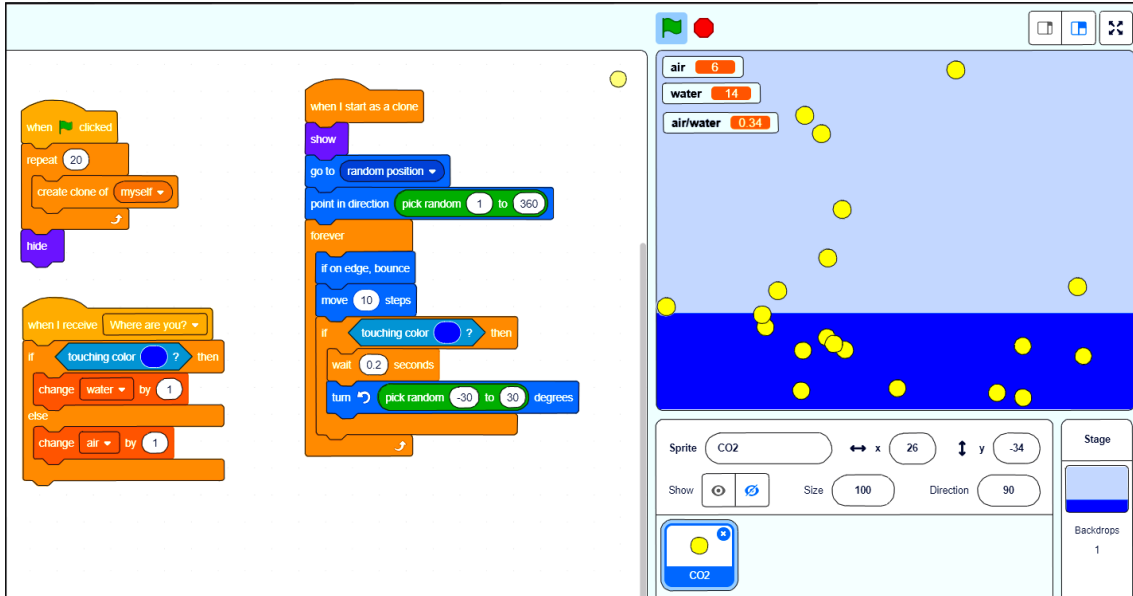 when clicked
repeat 20
create clone of myself
hide
when I receive Where are you?
if touching color ? then
change water by 1
else
change air by 1
when I start as a clone
show
go to random position
point in direction pick random 1 to 360
forever
if on edge, bounce
move 10 steps
if touching color ? then
wait 0.2 seconds
turn pick random -30 to 30 degrees
air 6
water 14
air/water 0.34
Sprite CO2 x 26 y -34
Show Size 100 Direction 90
CO2
Stage
Backdrops
1